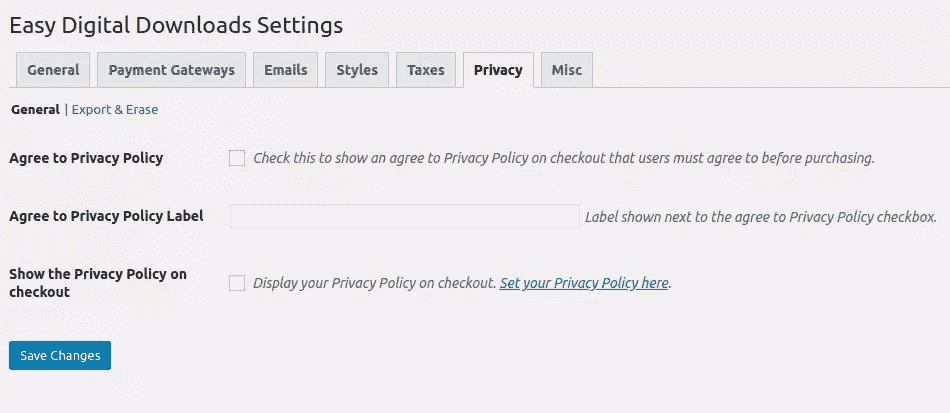 Easy Digital Downloads Settings
General Payment Gateways Emails Styles Taxes Privacy Misc
General | Export & Erase
Agree to Privacy Policy Check this to show an agree to Privacy Policy on checkout that users must agree to before purchasing.
Agree to Privacy Policy Label Label shown next to the agree to Privacy Policy checkbox.
Show the Privacy Policy on
checkout
Display your Privacy Policy on checkout. Set your Privacy Policy here.
Save Changes